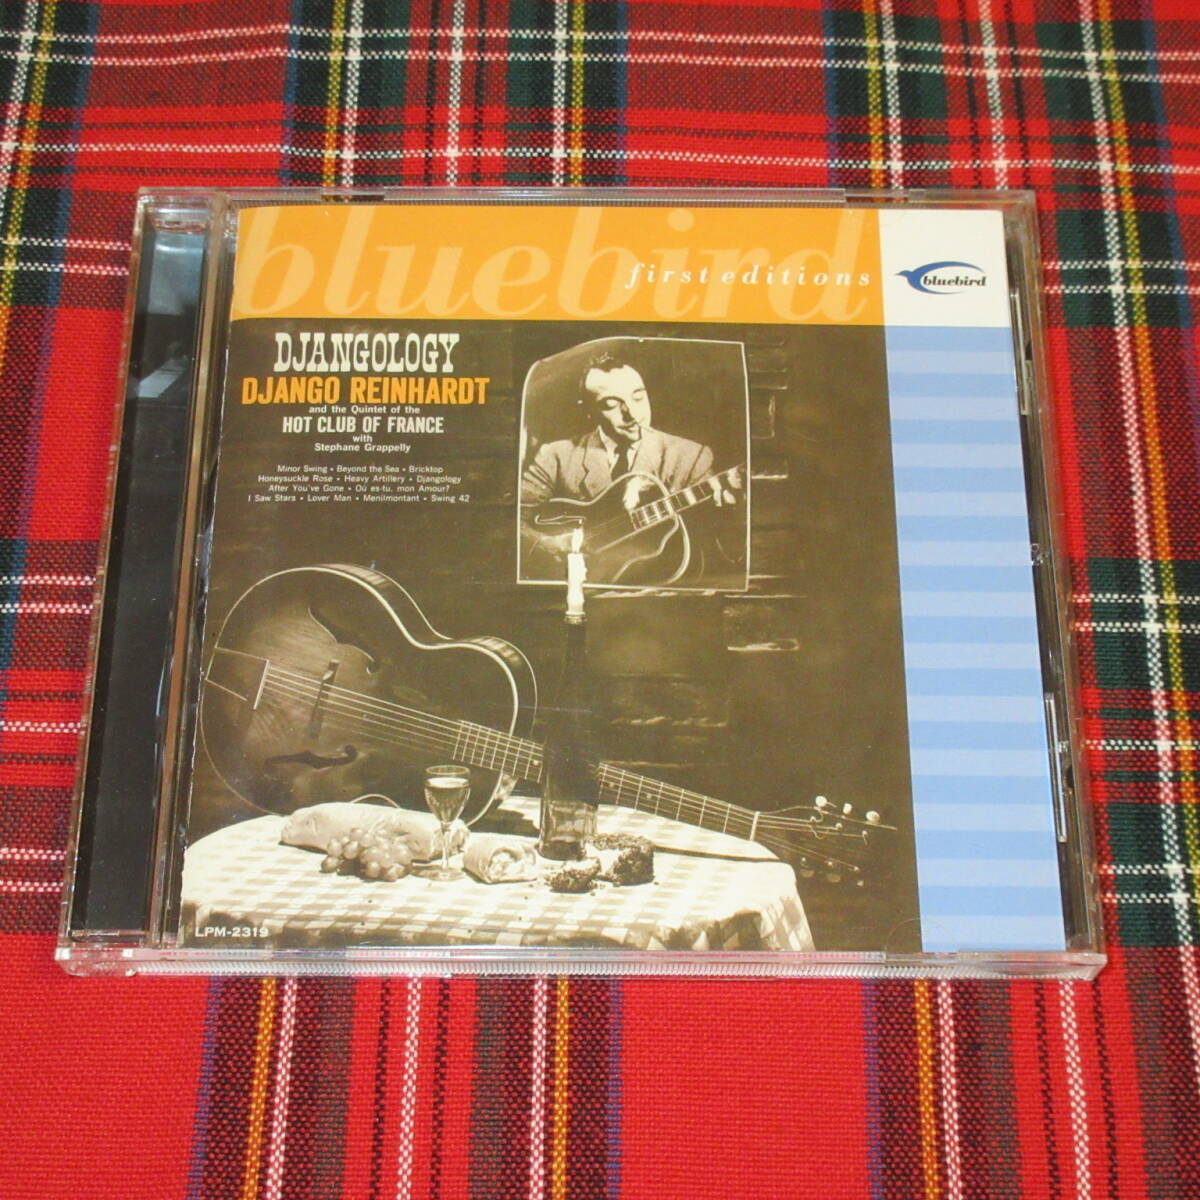 bluebird
first editions
bluebird
DJANGOLOGY
DJANGO REINHARDT
and the Quintet of the
HOT CLUB OF FRANCE
with
Stephane Grappelly
Minor Swing • Beyond the Sea • Bricktop
Honeysuckle Rose • Heavy Artillery • Djangology
After You've Gone • Où es-tu, mon Amour?
I Saw Stars • Lover Man • Menilmontant • Swing 42
LPM-2319